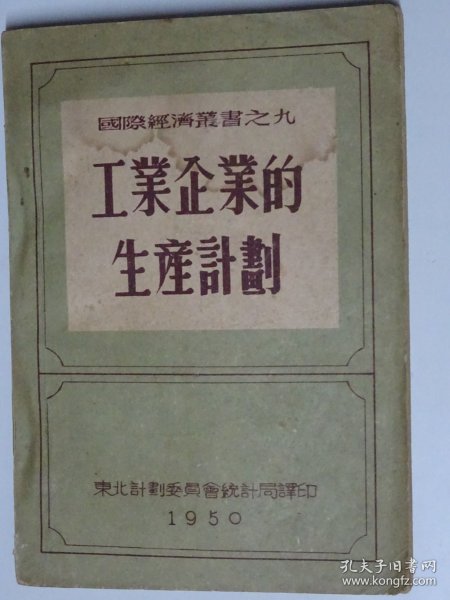 國際經濟叢書之九
工業企業的
生産計劃
東北計劃委員會統計局譯印
1950
孔夫子旧书网
www.kongfz.com